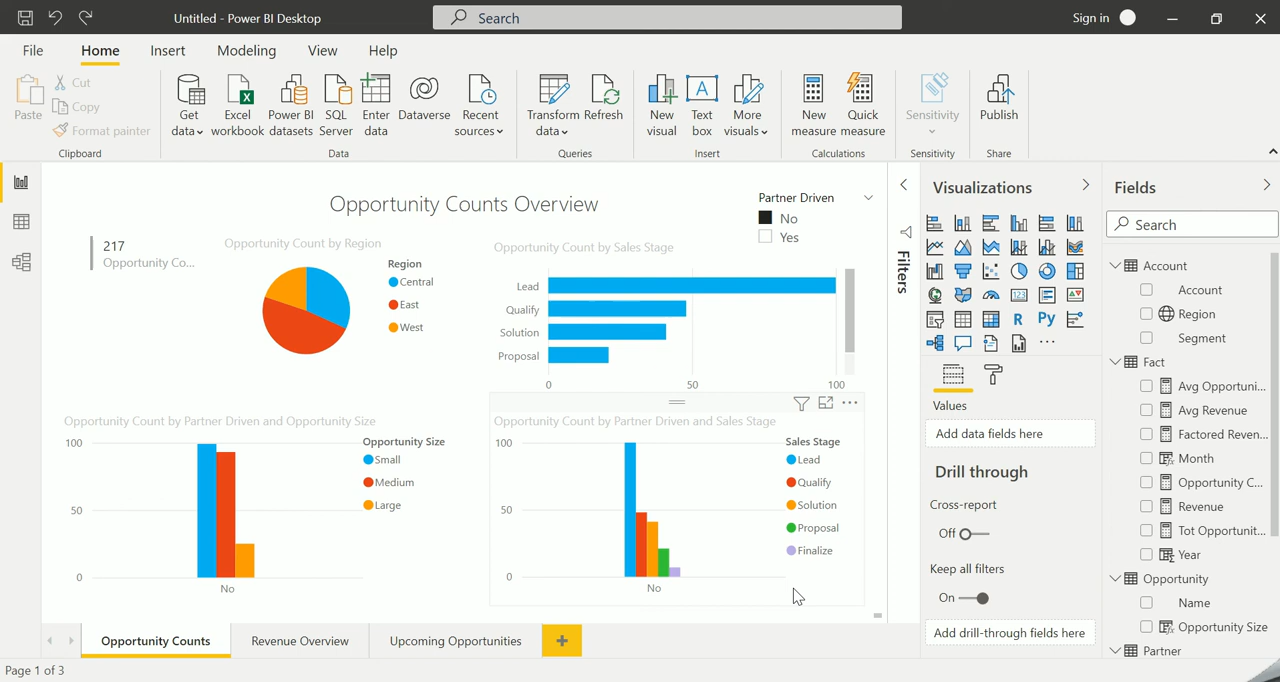 Untitled - Power BI Desktop
Search
Sign in
File
Home
Insert
Modeling
View
Help
Paste
Cut
Copy
Format painter
Get data
Excel workbook
Power BI datasets
SQL Server
Enter data
Dataverse
Recent sources
Transform data
Refresh
New visual
Text box
More visuals
New measure
Quick measure
Sensitivity
Publish
Clipboard
Data
Queries
Insert
Calculations
Sensitivity
Share
Opportunity Counts Overview
Partner Driven
No
Yes
217
Opportunity Co...
Opportunity Count by Region
Region
Central
East
West
Opportunity Count by Sales Stage
Lead
Qualify
Solution
Proposal
0
50
100
Opportunity Count by Partner Driven and Opportunity Size
100
50
0
No
Opportunity Size
Small
Medium
Large
Opportunity Count by Partner Driven and Sales Stage
100
50
0
No
Sales Stage
Lead
Qualify
Solution
Proposal
Finalize
Filters
Visualizations
R
Py
123
Values
Add data fields here
Drill through
Cross-report
Off
Keep all filters
On
Add drill-through fields here
Fields
Search
Account
Account
Region
Segment
Fact
Avg Opportuni...
Avg Revenue
Factored Reven...
Month
Opportunity C...
Revenue
Tot Opportunit...
Year
Opportunity
Name
Opportunity Size
Partner
Opportunity Counts
Revenue Overview
Upcoming Opportunities
Page 1 of 3